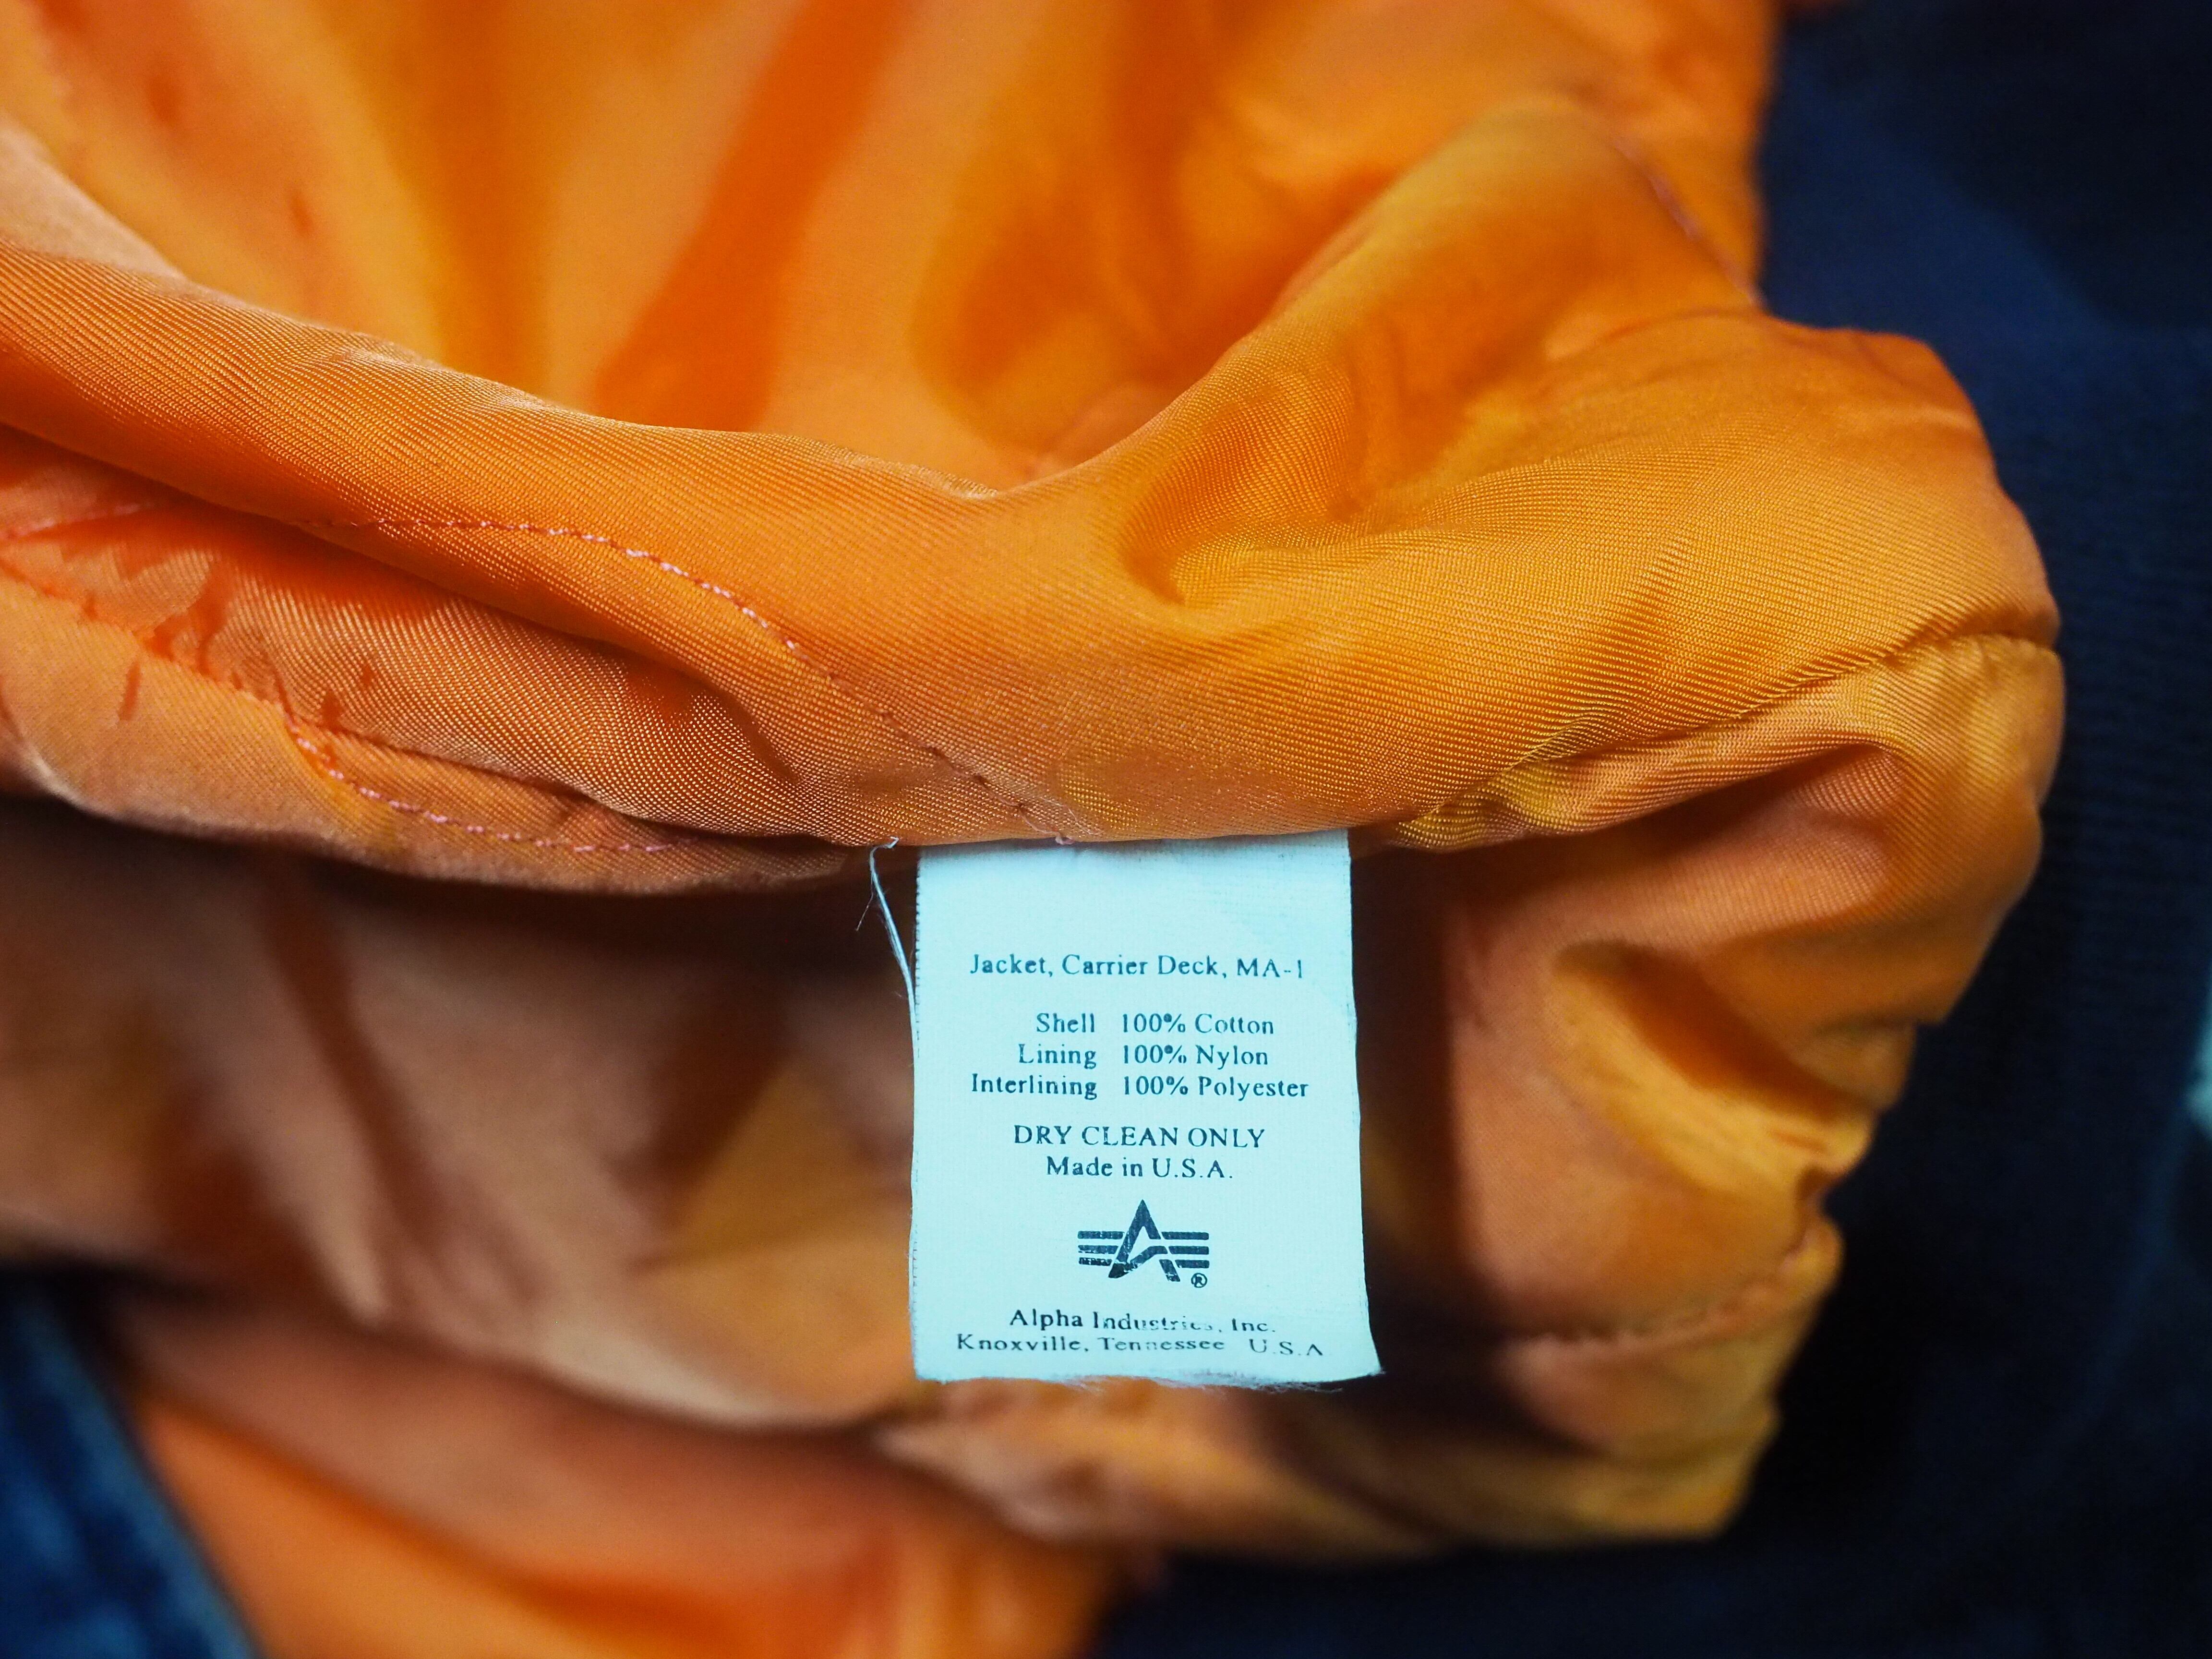 Jacket, Carrier Deck, MA-1
Shell 100% Cotton
Lining 100% Nylon
Interlining 100% Polyester
DRY CLEAN ONLY
Made in U.S.A.
®
Alpha Industries, Inc.
Knoxville, Tennessee U.S.A